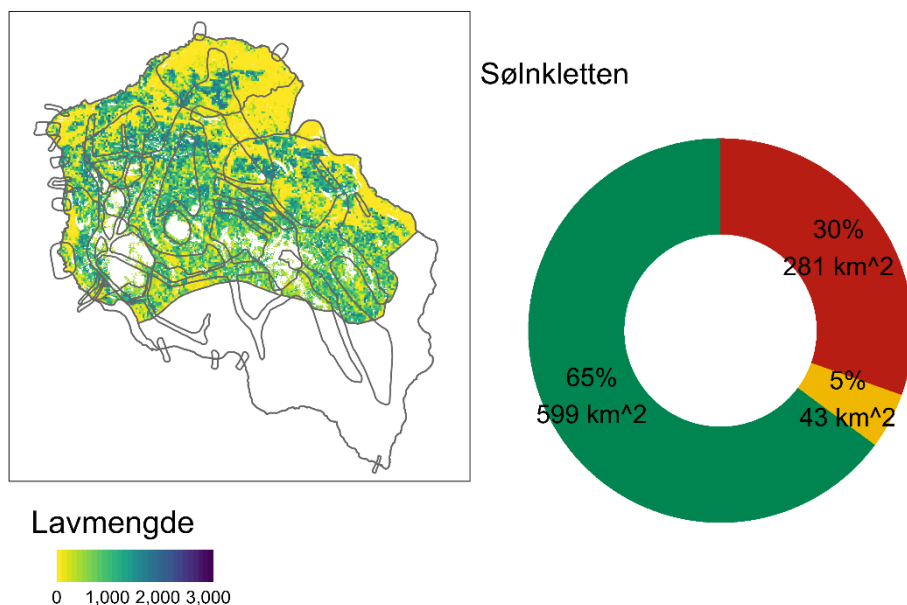 Sølnkletten
30%
281 km^2
5%
43 km^2
65%
599 km^2
Lavmengde
0 1,000 2,000 3,000